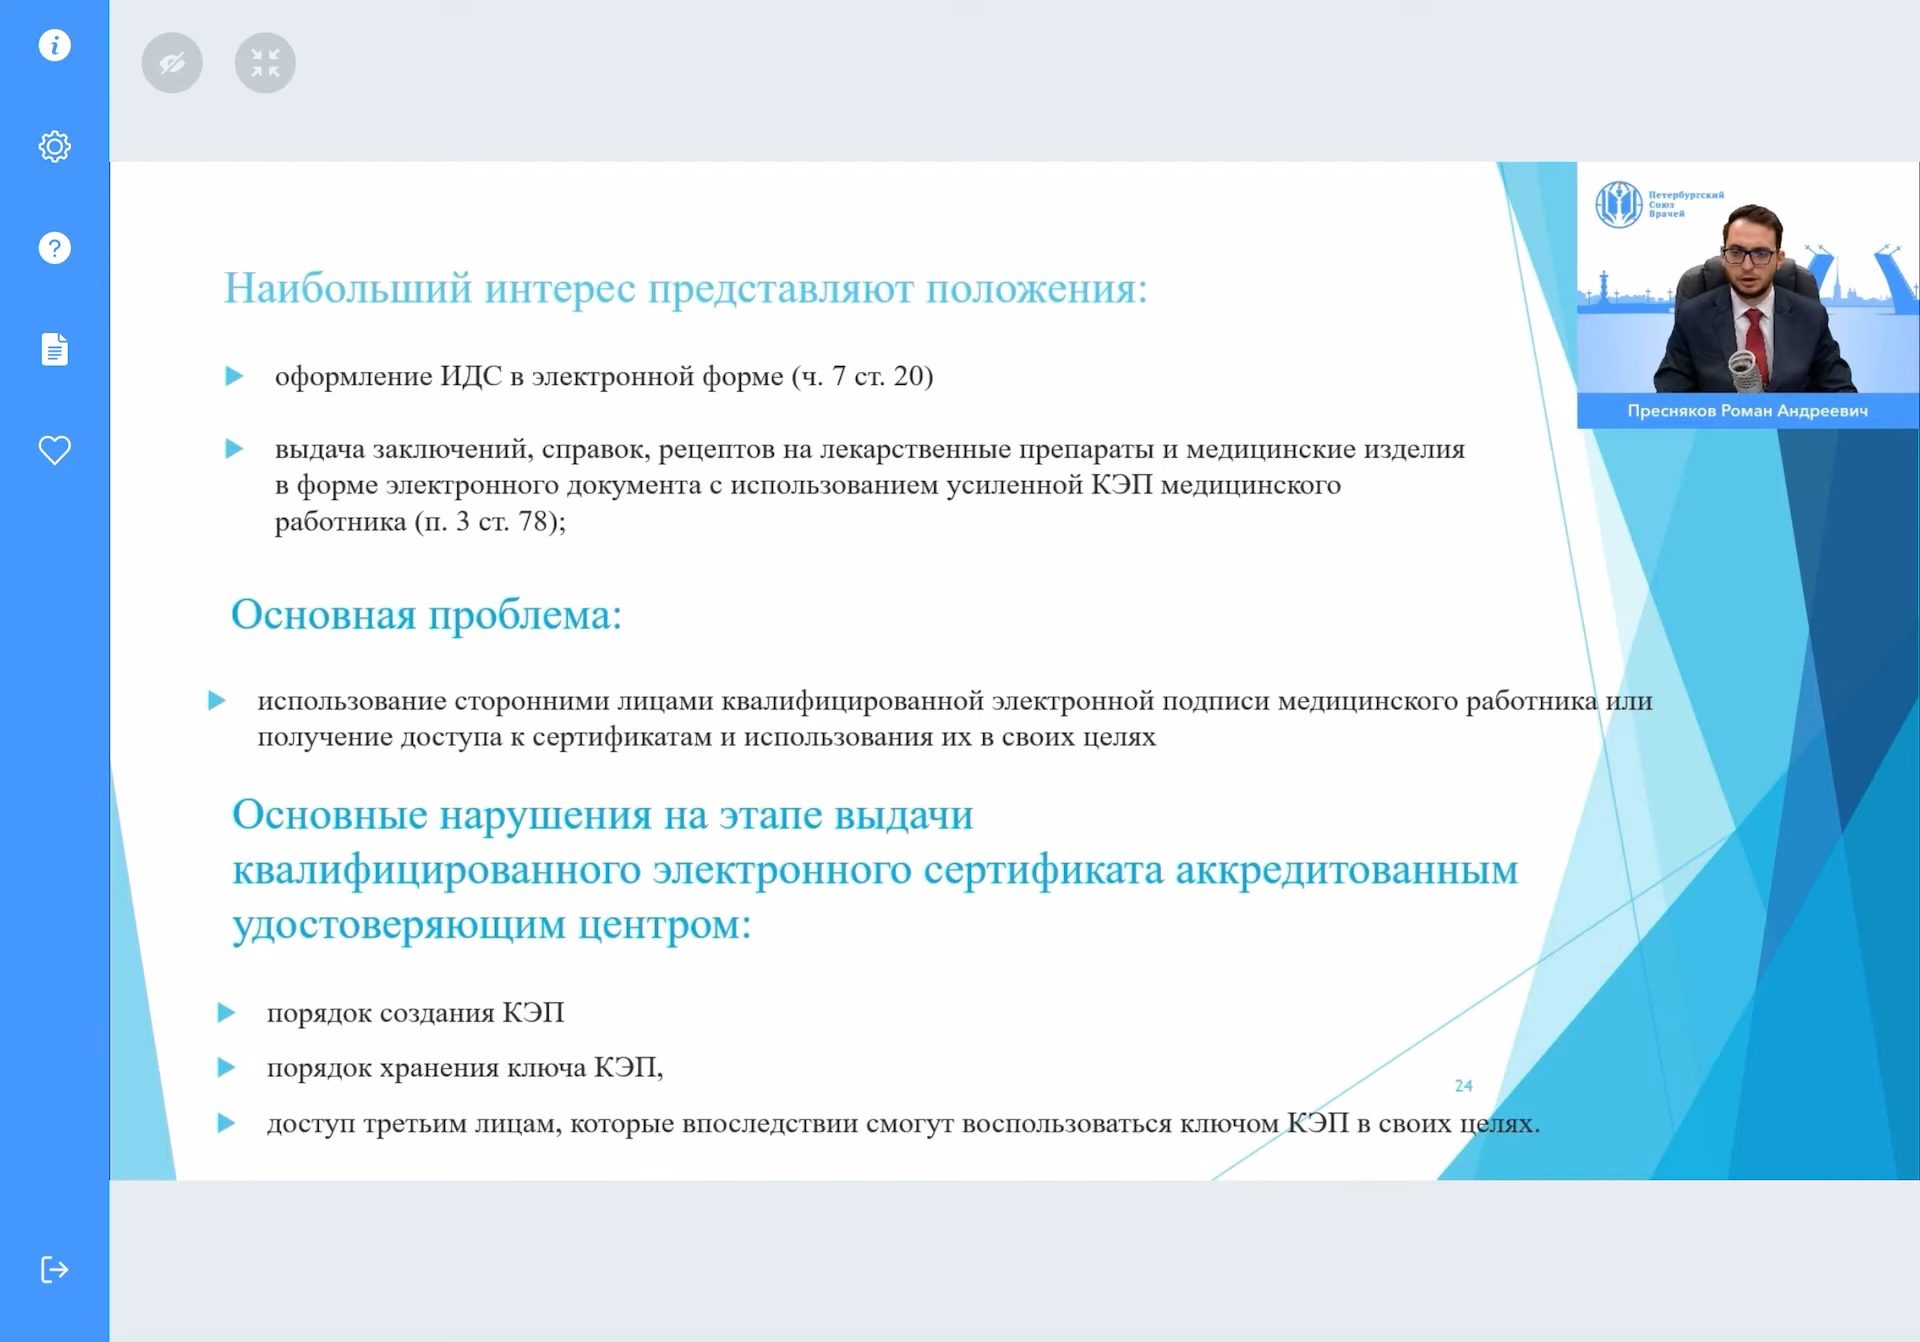 Петербургский
Союз
Врачей
Пресняков Роман Андреевич
Наибольший интерес представляют положения:
оформление ИДС в электронной форме (ч. 7 ст. 20)
выдача заключений, справок, рецептов на лекарственные препараты и медицинские изделия
в форме электронного документа с использованием усиленной КЭП медицинского
работника (п. 3 ст. 78);
Основная проблема:
использование сторонними лицами квалифицированной электронной подписи медицинского работника или
получение доступа к сертификатам и использования их в своих целях
Основные нарушения на этапе выдачи
квалифицированного электронного сертификата аккредитованным
удостоверяющим центром:
порядок создания КЭП
порядок хранения ключа КЭП,
24
доступ третьим лицам, которые впоследствии смогут воспользоваться ключом КЭП в своих целях.